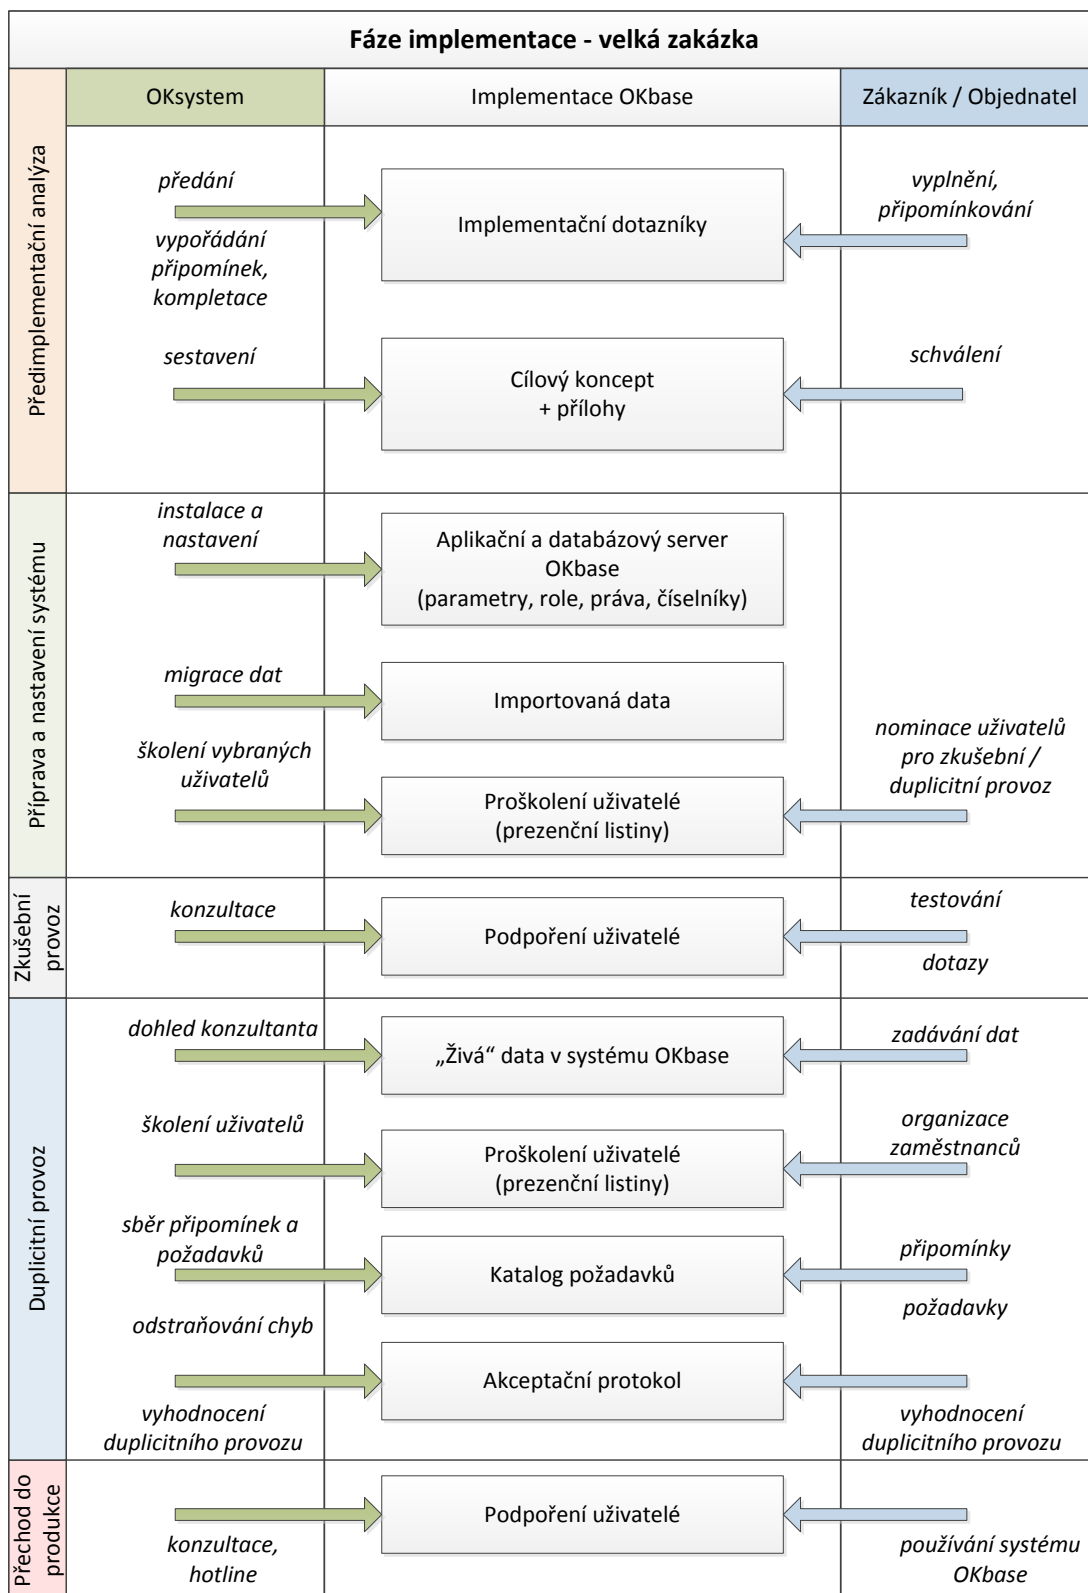 Fáze implementace - velká zakázka
OKsystem
Implementace OKbase
Zákazník / Objednatel
Předimplementační analýza
předání
vypořádání
připomínek,
kompletace
Implementační dotazníky
vyplnění,
připomínkování
sestavení
Cílový koncept
+ přílohy
schválení
Příprava a nastavení systému
instalace a
nastavení
Aplikační a databázový server
OKbase
(parametry, role, práva, číselníky)
migrace dat
Importovaná data
školení vybraných
uživatelů
Proškolení uživatelé
(prezenční listiny)
nominace uživatelů
pro zkušební /
duplicitní provoz
Zkušební
provoz
konzultace
Podpoření uživatelé
testování
dotazy
Duplicitní provoz
dohled konzultanta
„Živá“ data v systému OKbase
zadávání dat
školení uživatelů
Proškolení uživatelé
(prezenční listiny)
organizace
zaměstnanců
sběr připomínek a
požadavků
Katalog požadavků
připomínky
požadavky
odstraňování chyb
vyhodnocení
duplicitního provozu
Akceptační protokol
vyhodnocení
duplicitního provozu
Přechod do
produkce
konzultace,
hotline
Podpoření uživatelé
používání systému
OKbase